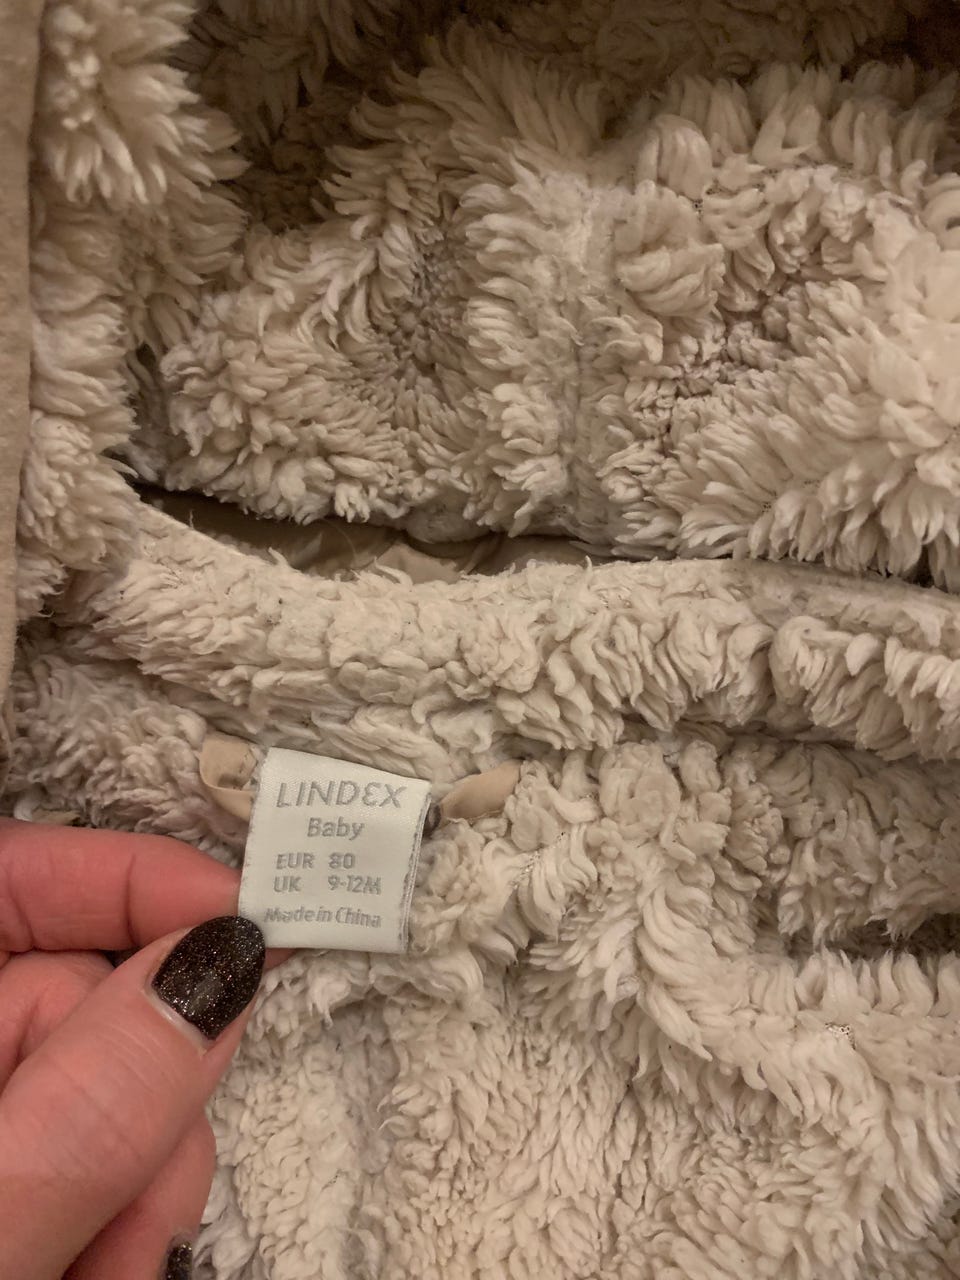 LINDEX
Baby
EUR 80
UK 9-12M
Made in China